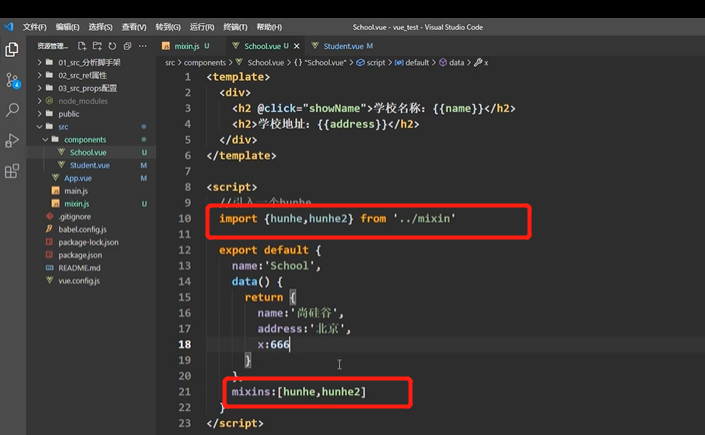 文件(F) 编辑(E) 选择(S) 查看(V) 转到(G) 运行(R) 终端(T) 帮助(H) School.vue - vue_test - Visual Studio Code
资源管理... mixin.js U School.vue U Student.vue M
src > components > School.vue > {} "School.vue" > script > default > data > x
01_src_分析脚手架
02_src_ref属性
03_src_props配置
node_modules
public
src
components
School.vue U
Student.vue M
App.vue M
main.js
mixin.js U
.gitignore
babel.config.js
package-lock.json
package.json
README.md
vue.config.js
4
1 <template>
2 <div>
3 <h2 @click="showName">学校名称：{{name}}</h2>
4 <h2>学校地址：{{address}}</h2>
5 </div>
6 </template>
7
8 <script>
9 //引入一个hunhe
10 import {hunhe,hunhe2} from '../mixin'
11
12 export default {
13 name:'School',
14 data() {
15 return {
16 name:'尚硅谷',
17 address:'北京',
18 x:666
19 }
20 },
21 mixins:[hunhe,hunhe2]
22 }
23 </script>